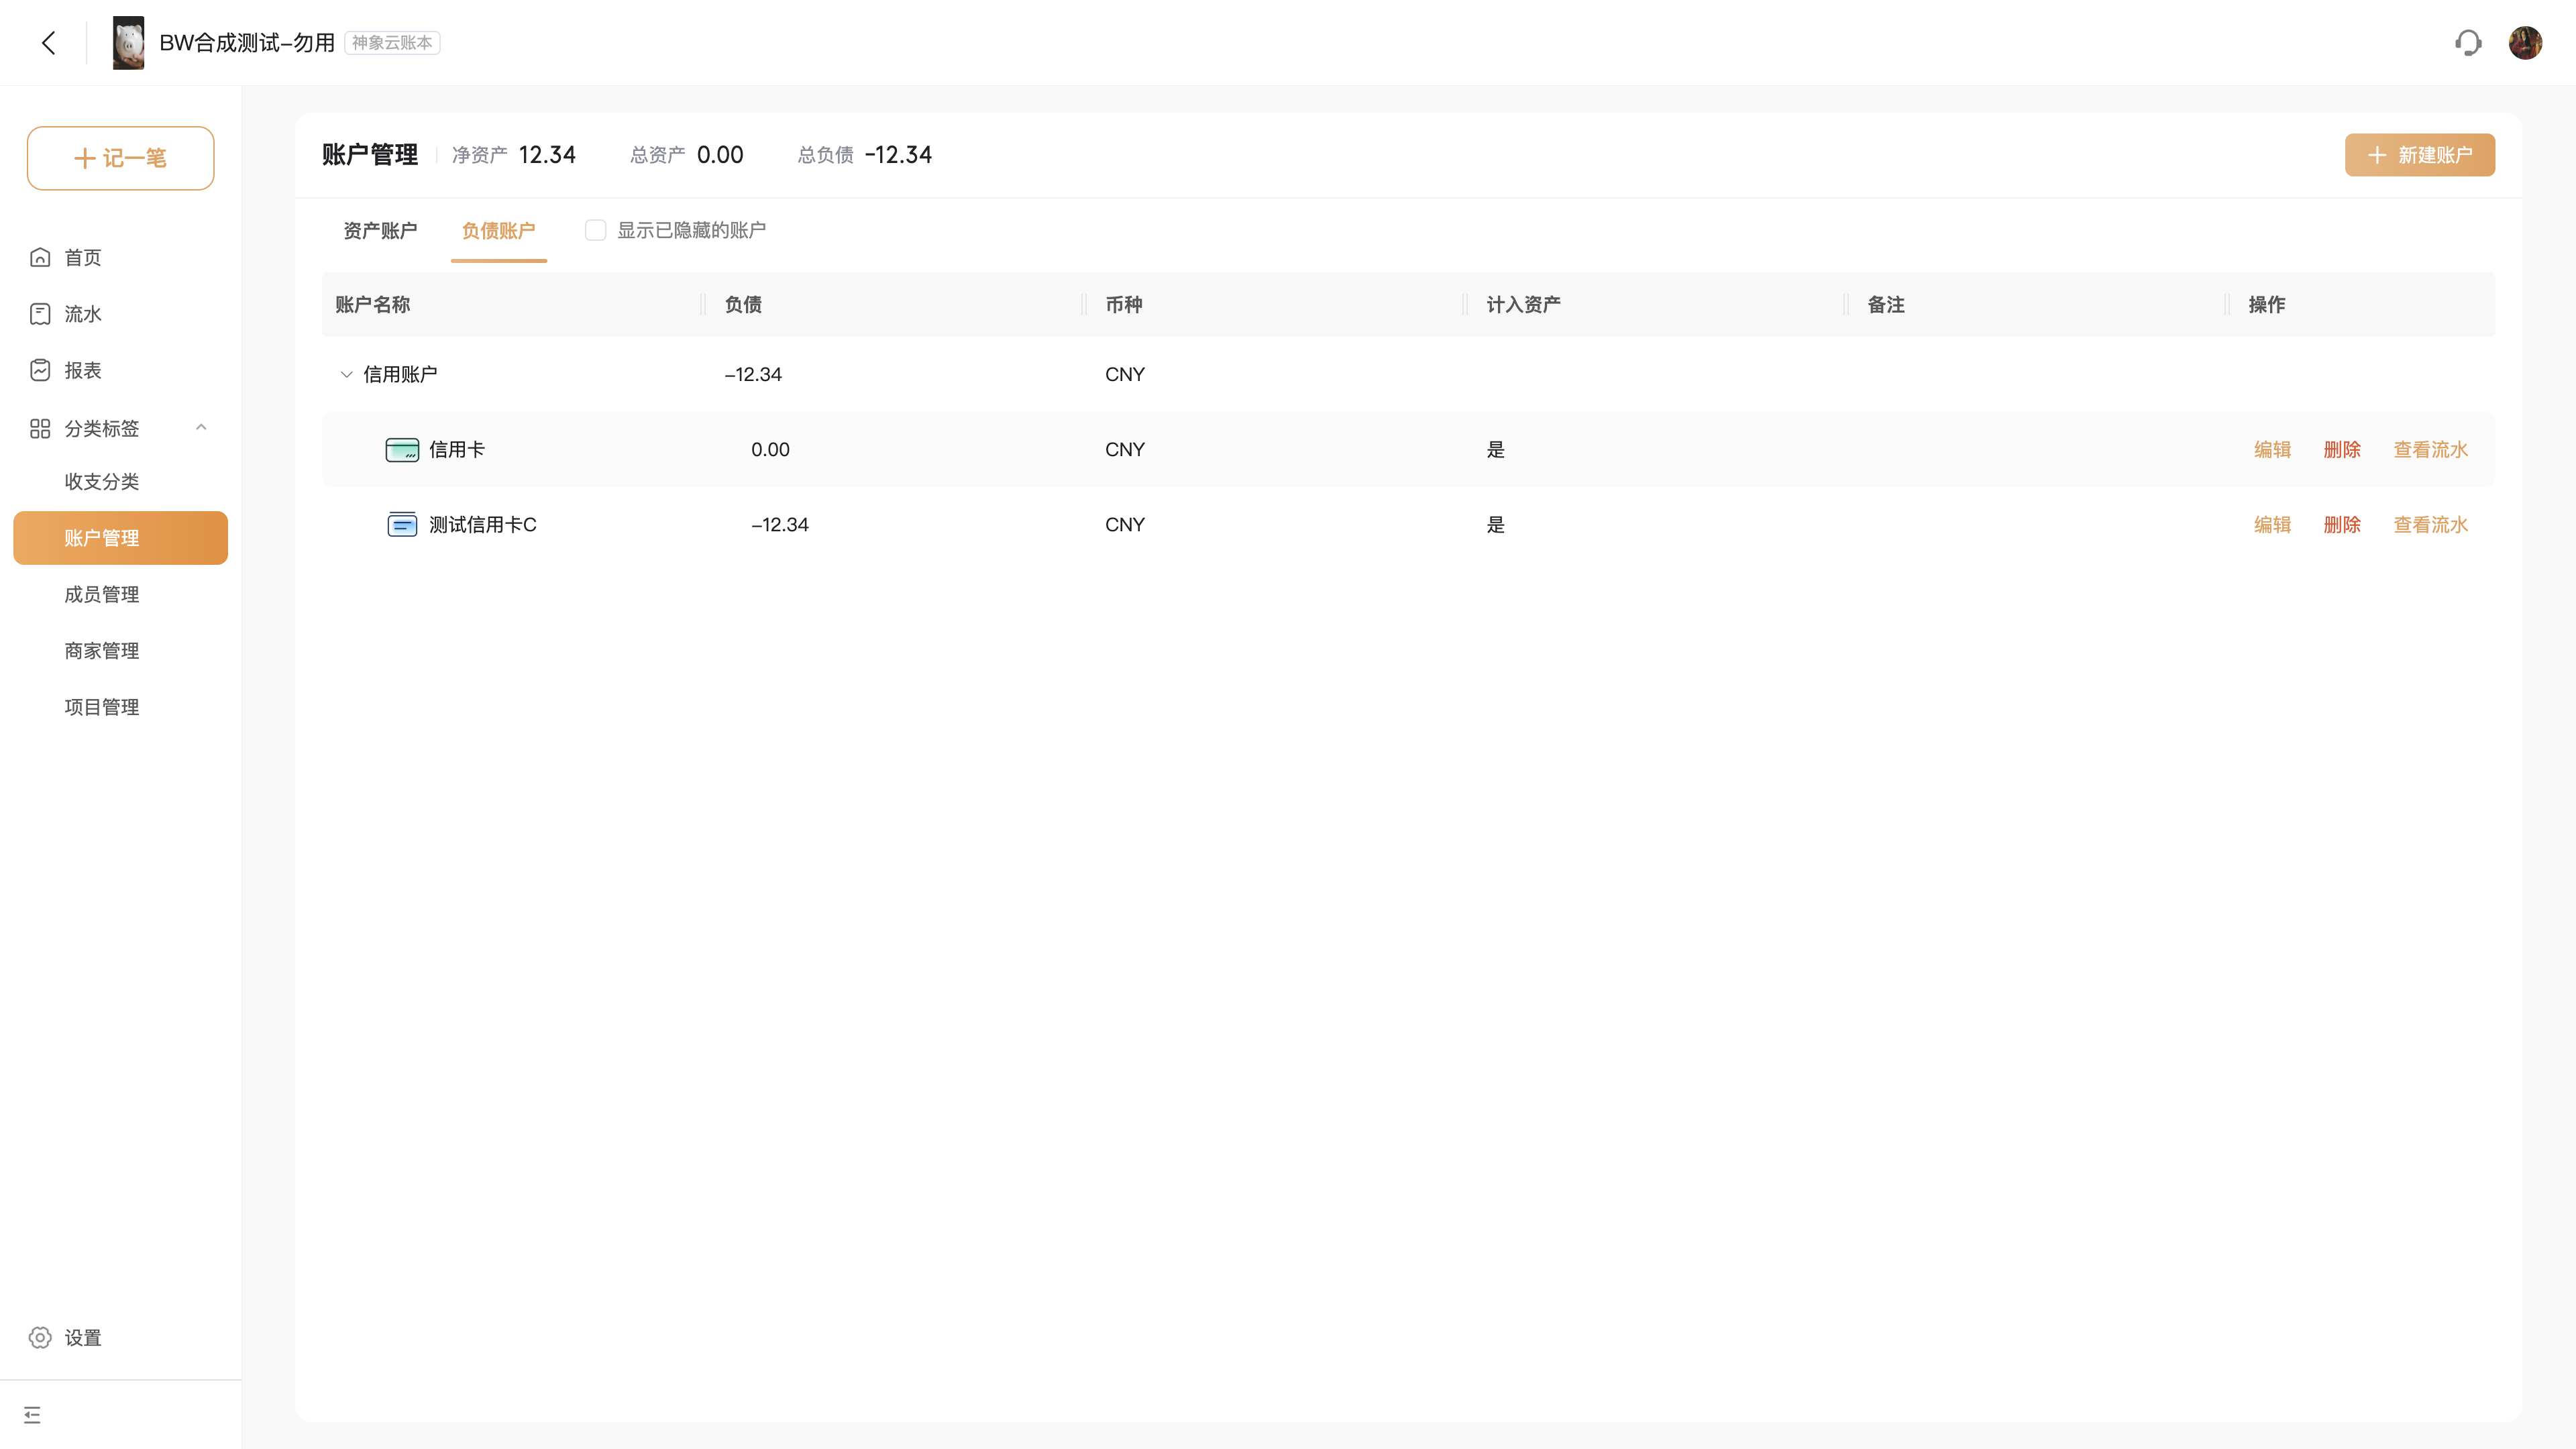 BW合成测试–勿用 神象云账本
记一笔
首页
流水
报表
分类标签
收支分类
账户管理
成员管理
商家管理
项目管理
设置
账户管理 净资产 12.34 总资产 0.00 总负债 -12.34 新建账户
资产账户 负债账户 显示已隐藏的账户
账户名称 负债 币种 计入资产 备注 操作
信用账户 –12.34 CNY
信用卡 0.00 CNY 是 编辑 删除 查看流水
测试信用卡C –12.34 CNY 是 编辑 删除 查看流水